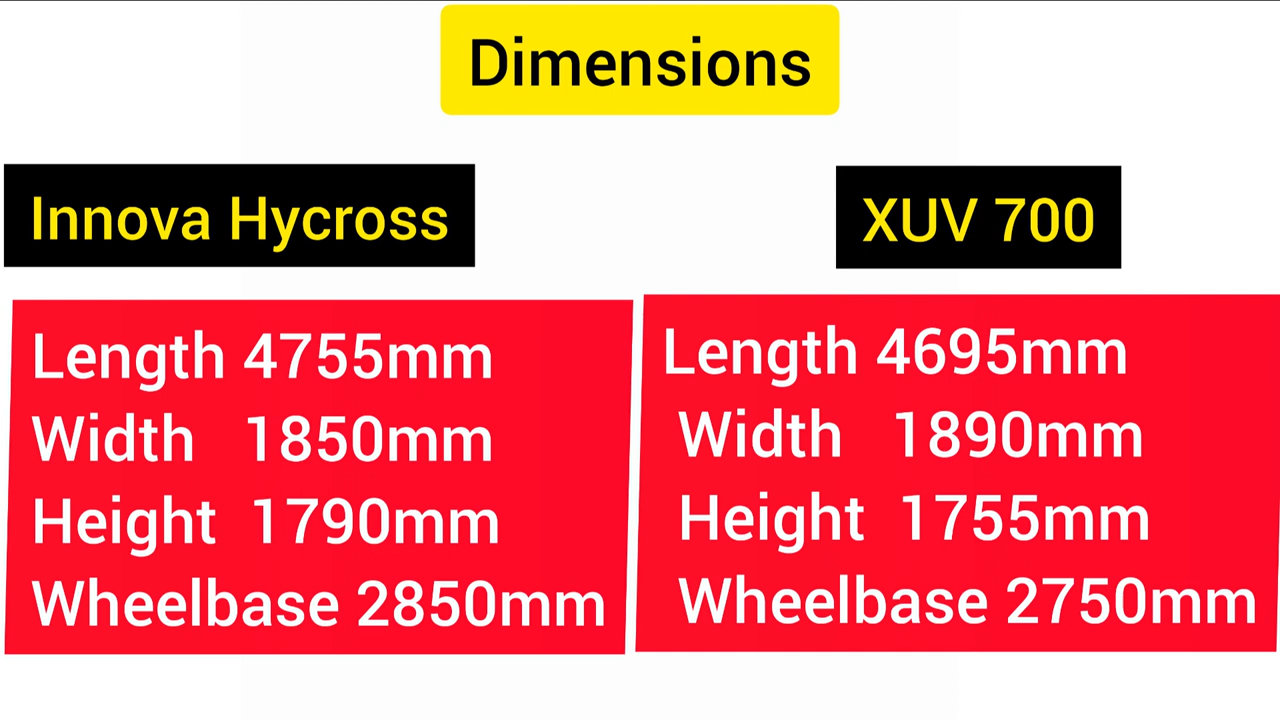 Dimensions
Innova Hycross
Length 4755mm
Width 1850mm
Height 1790mm
Wheelbase 2850mm
XUV 700
Length 4695mm
Width 1890mm
Height 1755mm
Wheelbase 2750mm